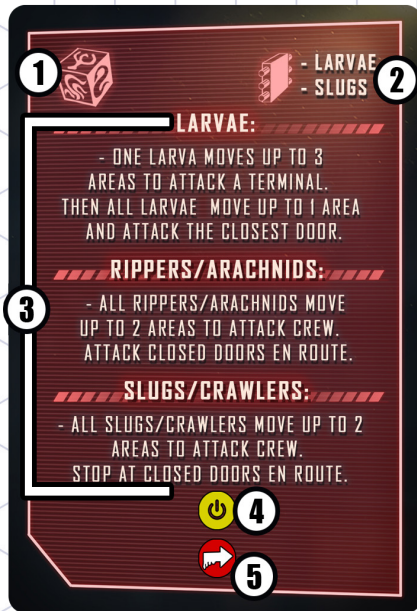 1
- LARVAE
- SLUGS
2
LARVAE:
- ONE LARVA MOVES UP TO 3
AREAS TO ATTACK A TERMINAL.
THEN ALL LARVAE MOVE UP TO 1 AREA
AND ATTACK THE CLOSEST DOOR.
RIPPERS/ARACHNIDS:
3
- ALL RIPPERS/ARACHNIDS MOVE
UP TO 2 AREAS TO ATTACK CREW.
ATTACK CLOSED DOORS EN ROUTE.
SLUGS/CRAWLERS:
- ALL SLUGS/CRAWLERS MOVE UP TO 2
AREAS TO ATTACK CREW.
STOP AT CLOSED DOORS EN ROUTE.
4
5